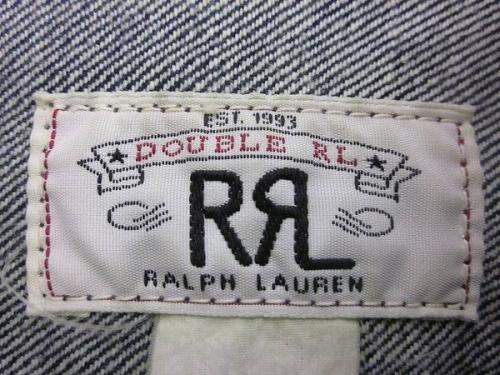 EST. 1993
DOUBLE RL
RRL
RALPH LAUREN